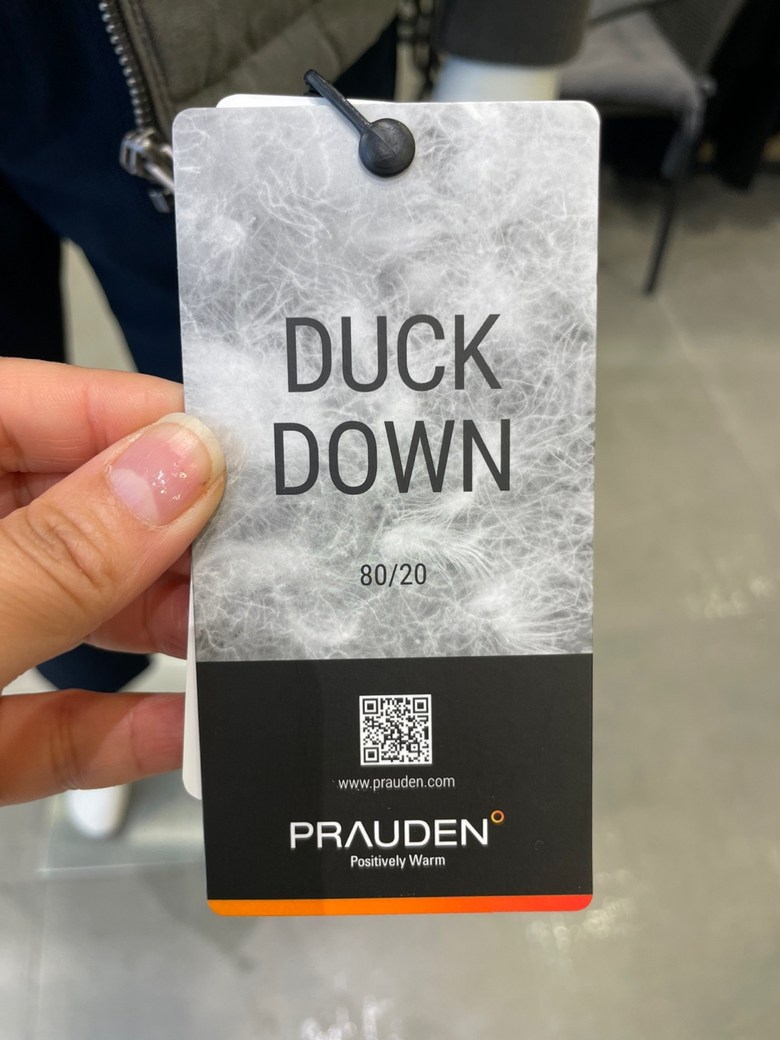 DUCK
DOWN
80/20
www.prauden.com
PRAUDEN°
Positively Warm